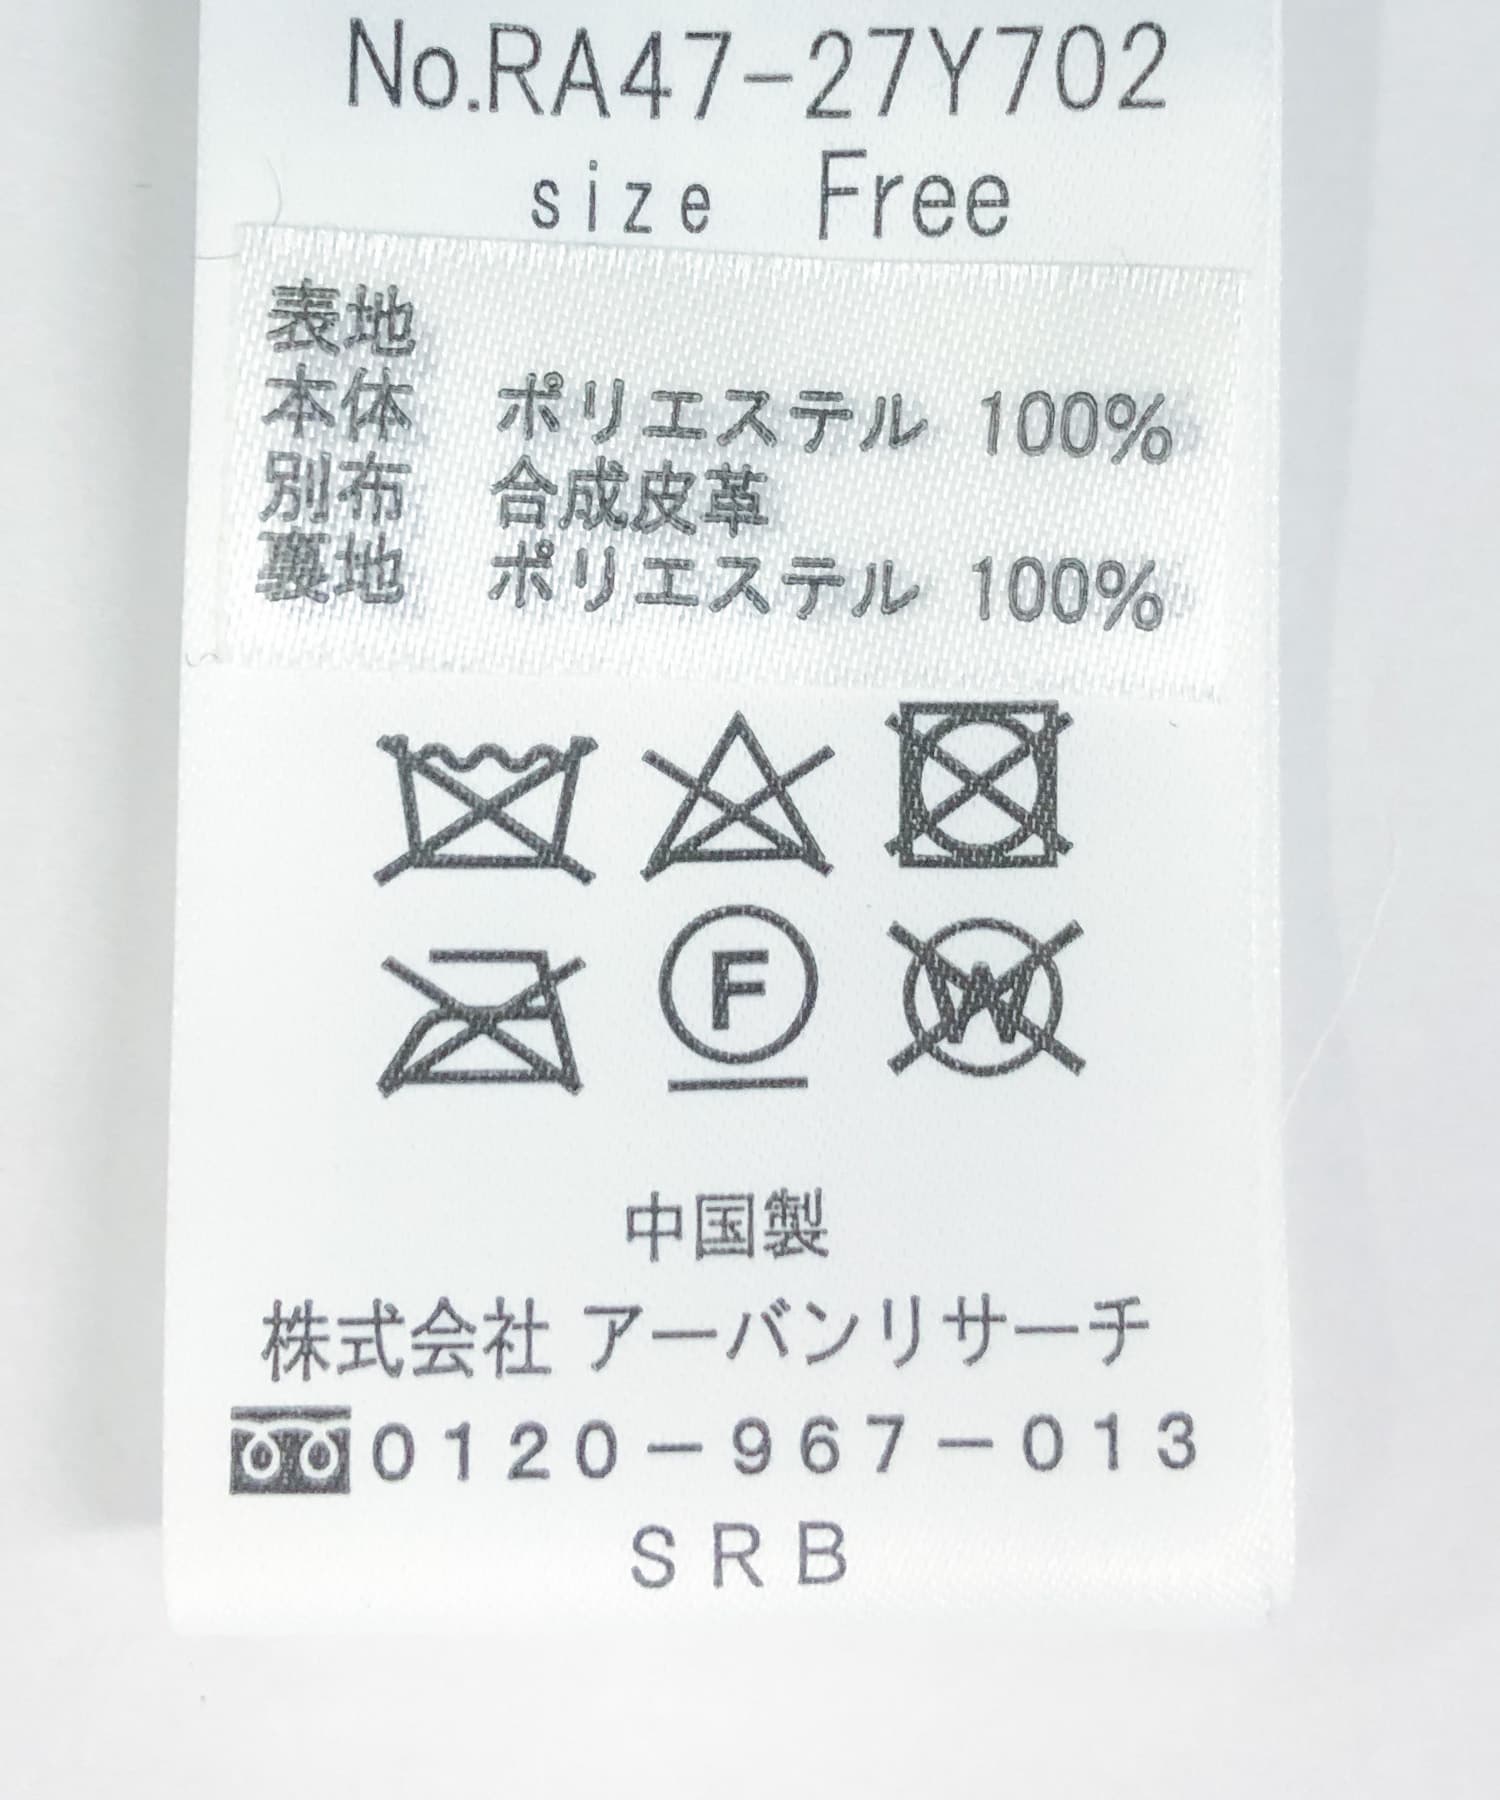 No.RA47-27Y702
size Free
表地
本体 ポリエステル 100%
別布 合成皮革
裏地 ポリエステル 100%
F
W
中国製
株式会社 アーバンリサーチ
0120-967-013
SRB